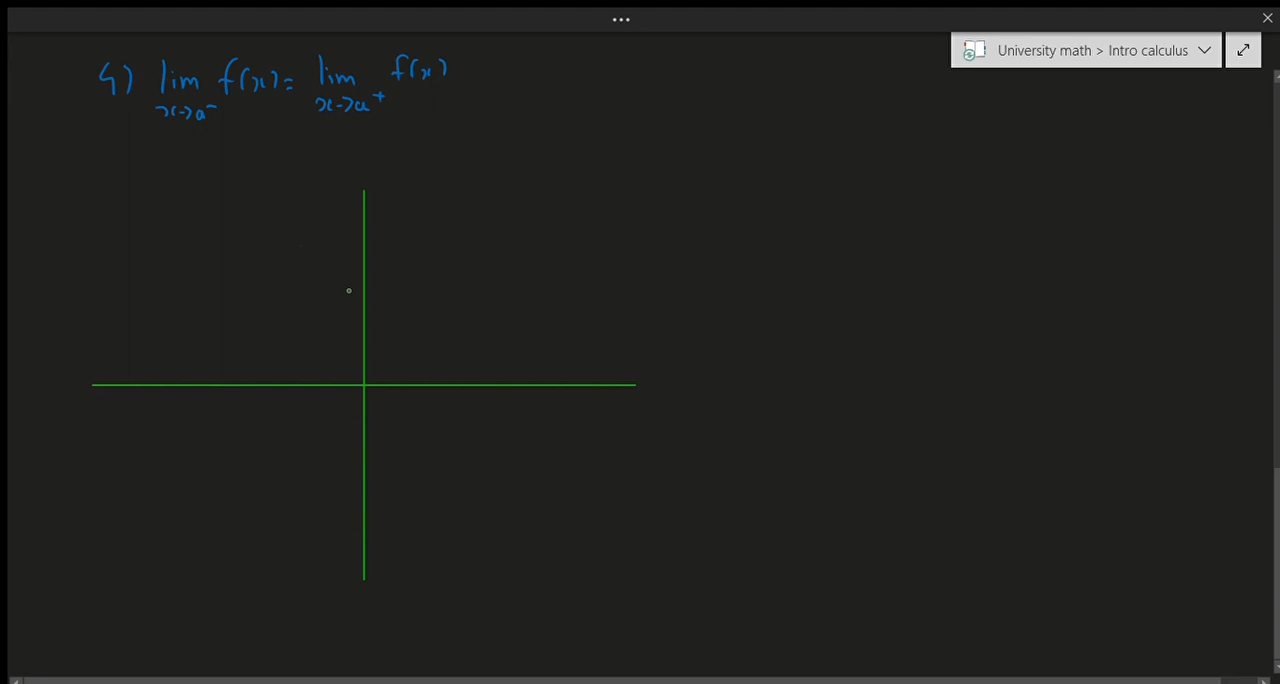 University math > Intro calculus
4) lim f(x) = lim f(x)
x->a⁻ x->a⁺